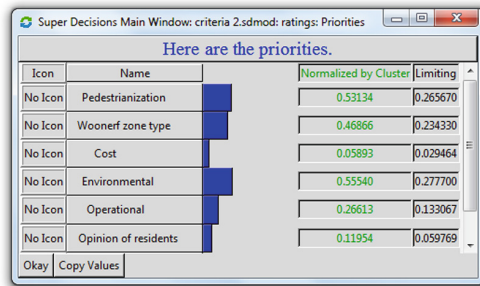 Super Decisions Main Window: criteria 2.sdmod: ratings: Priorities
Here are the priorities.
Icon Name Normalized by Cluster Limiting
No Icon Pedestrianization 0.53134 0.265670
No Icon Woonerf zone type 0.46866 0.234330
No Icon Cost 0.05893 0.029464
No Icon Environmental 0.55540 0.277700
No Icon Operational 0.26613 0.133067
No Icon Opinion of residents 0.11954 0.059769
Okay Copy Values